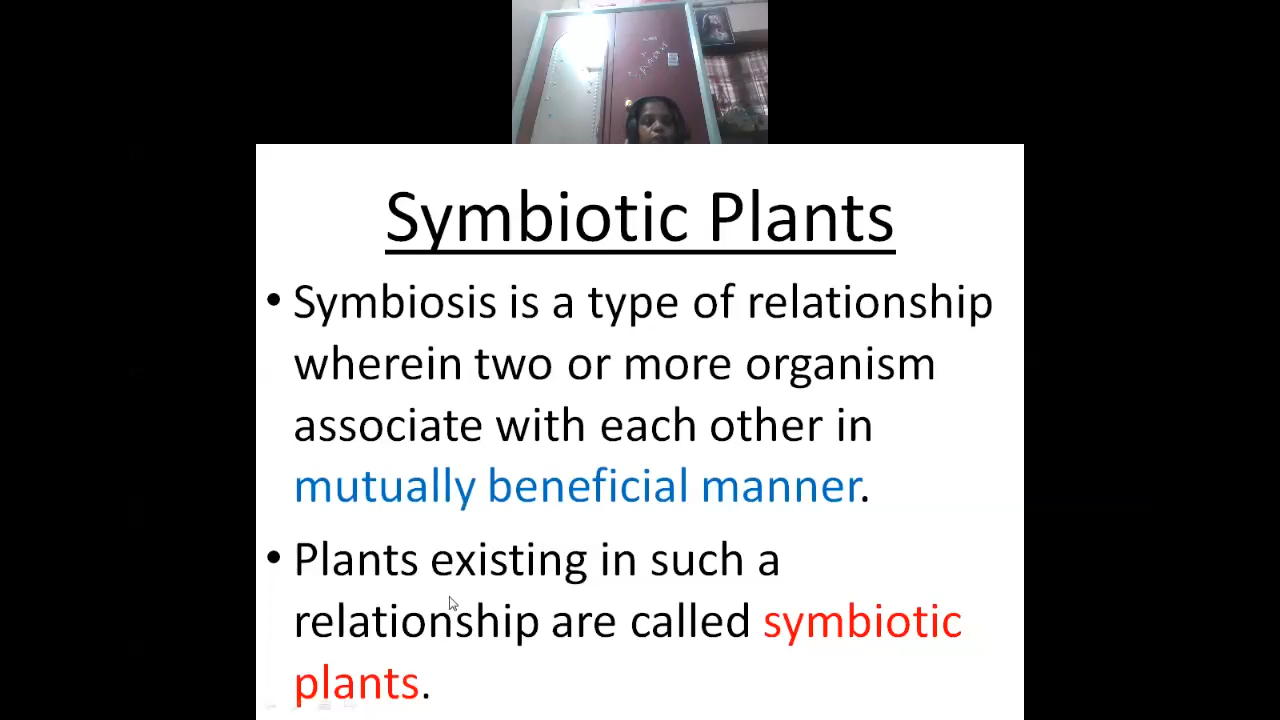 Symbiotic Plants
• Symbiosis is a type of relationship
wherein two or more organism
associate with each other in
mutually beneficial manner.
• Plants existing in such a
relationship are called symbiotic
plants.